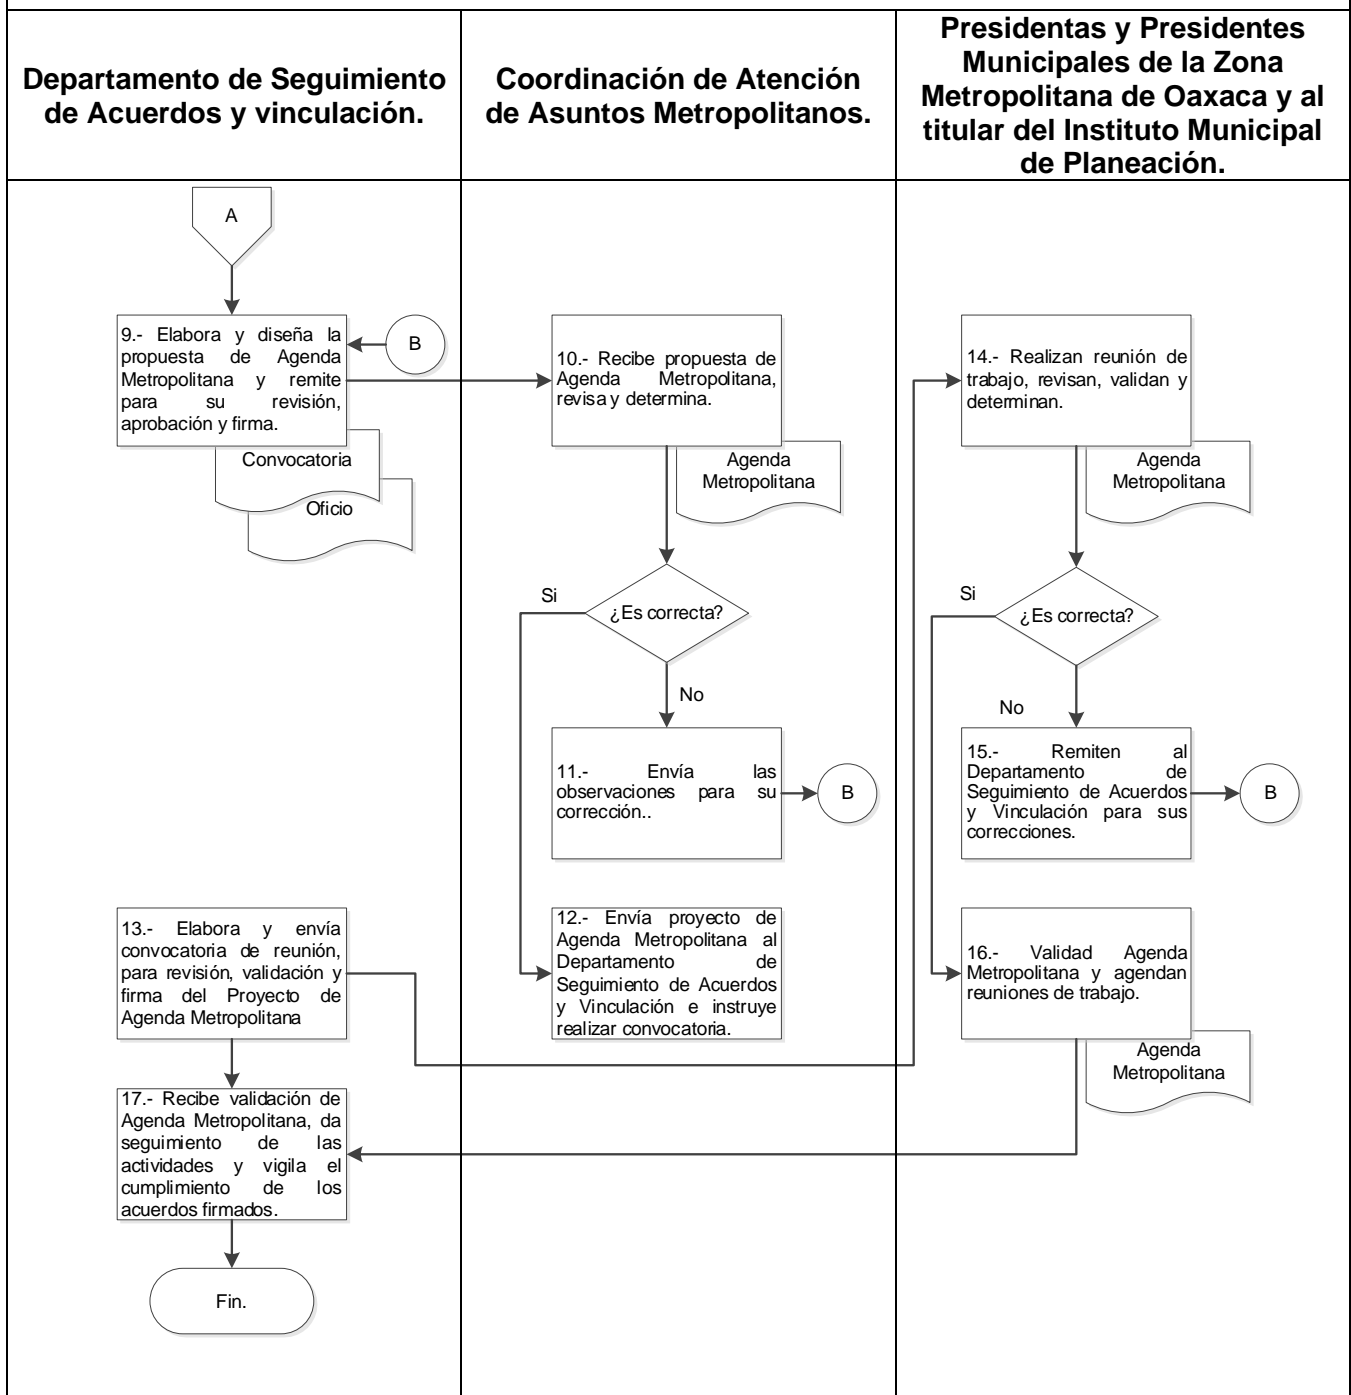 Departamento de Seguimiento
de Acuerdos y vinculación.
Coordinación de Atención
de Asuntos Metropolitanos.
Presidentas y Presidentes
Municipales de la Zona
Metropolitana de Oaxaca y al
titular del Instituto Municipal
de Planeación.
A
9.- Elabora y diseña la
propuesta de Agenda
Metropolitana y remite
para su revisión,
aprobación y firma.
B
Convocatoria
Oficio
10.- Recibe propuesta de
Agenda Metropolitana,
revisa y determina.
Agenda
Metropolitana
¿Es correcta?
Si
No
11.- Envía las
observaciones para su
corrección..
B
12.- Envía proyecto de
Agenda Metropolitana al
Departamento de
Seguimiento de Acuerdos
y Vinculación e instruye
realizar convocatoria.
13.- Elabora y envía
convocatoria de reunión,
para revisión, validación y
firma del Proyecto de
Agenda Metropolitana
14.- Realizan reunión de
trabajo, revisan, validan y
determinan.
Agenda
Metropolitana
¿Es correcta?
Si
No
15.- Remiten al
Departamento de
Seguimiento de Acuerdos
y Vinculación para sus
correcciones.
B
16.- Validad Agenda
Metropolitana y agendan
reuniones de trabajo.
Agenda
Metropolitana
17.- Recibe validación de
Agenda Metropolitana, da
seguimiento de las
actividades y vigila el
cumplimiento de los
acuerdos firmados.
Fin.